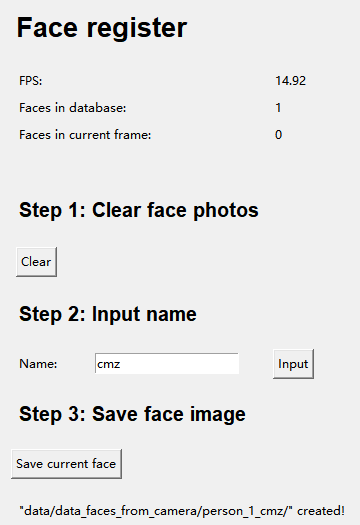 Face register
FPS: 14.92
Faces in database: 1
Faces in current frame: 0
Step 1: Clear face photos
Clear
Step 2: Input name
Name: cmz Input
Step 3: Save face image
Save current face
"data/data_faces_from_camera/person_1_cmz/" created!